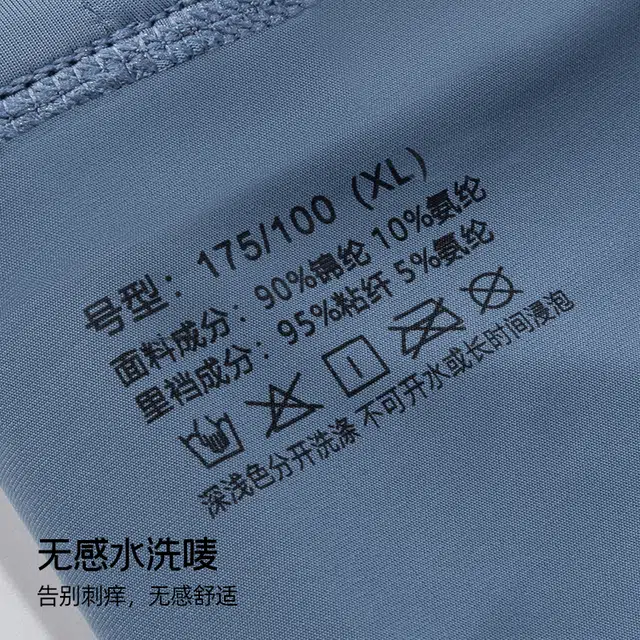 号型：175/100（XL）
面料成分：90%锦纶 10%氨纶
里裆成分：95%粘纤 5%氨纶
深浅色分开洗涤 不可开水或长时间浸泡
无感水洗唛
告别刺痒，无感舒适